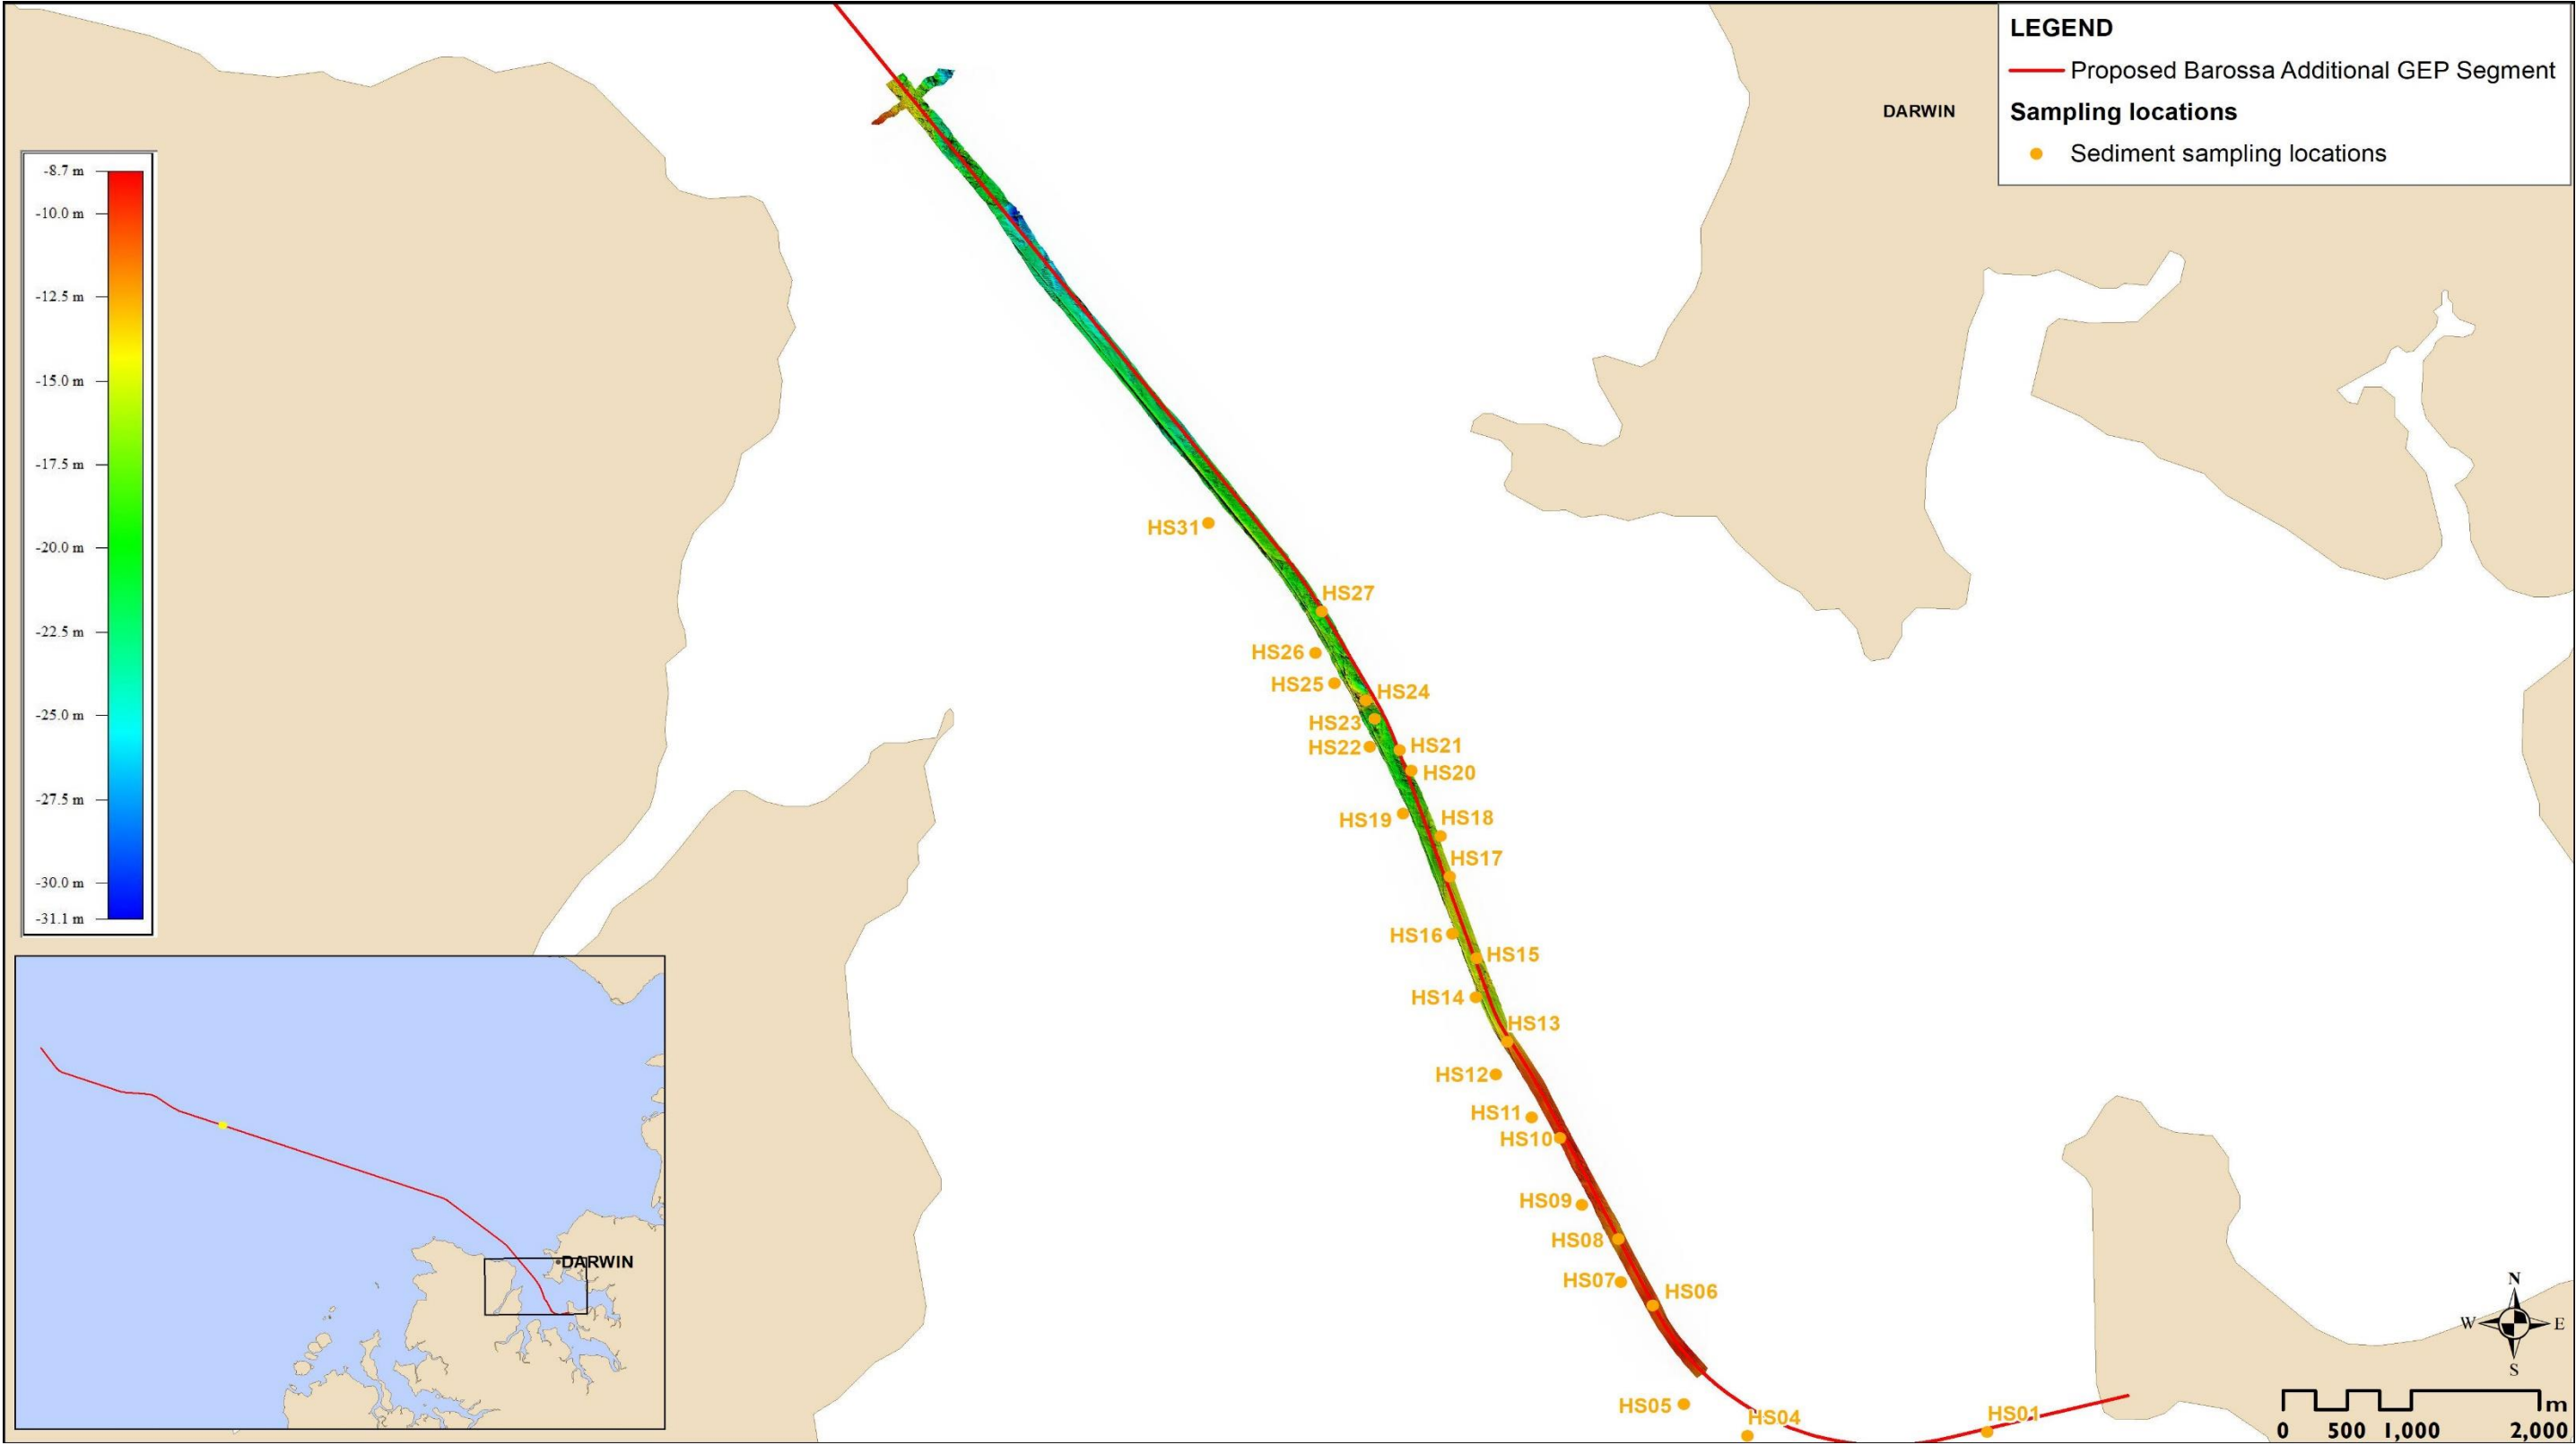 LEGEND
Proposed Barossa Additional GEP Segment
Sampling locations
Sediment sampling locations
DARWIN
-8.7 m
-10.0 m
-12.5 m
-15.0 m
-17.5 m
-20.0 m
-22.5 m
-25.0 m
-27.5 m
-30.0 m
-31.1 m
HS31
HS27
HS26
HS25
HS24
HS23
HS22
HS21
HS20
HS19
HS18
HS17
HS16
HS15
HS14
HS13
HS12
HS11
HS10
HS09
HS08
HS07
HS06
HS05
HS04
HS01
DARWIN
N
W E
S
m
0 500 1,000 2,000